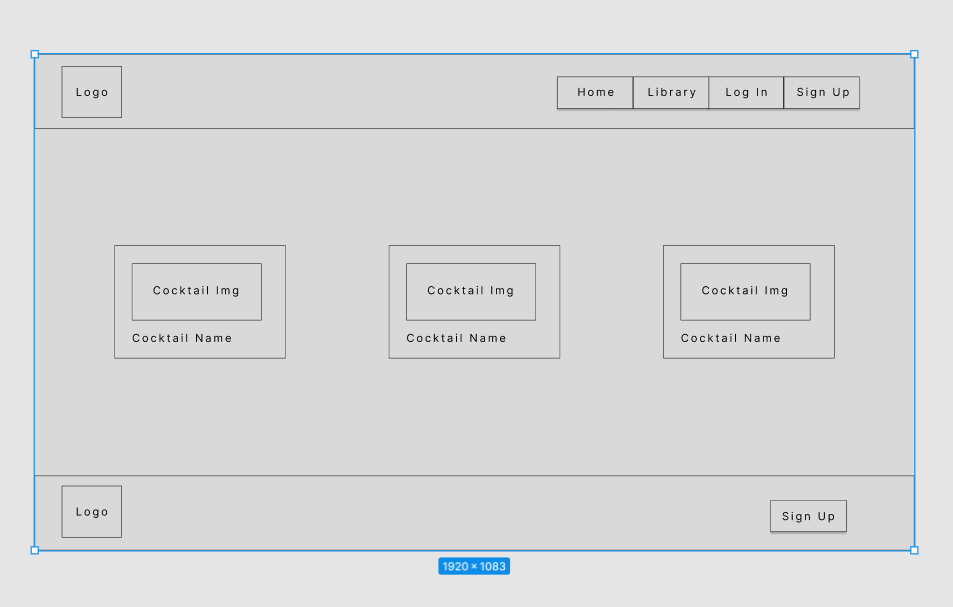 Logo
Home Library Log In Sign Up
Cocktail Img Cocktail Img Cocktail Img
Cocktail Name Cocktail Name Cocktail Name
Logo
Sign Up
1920 × 1083